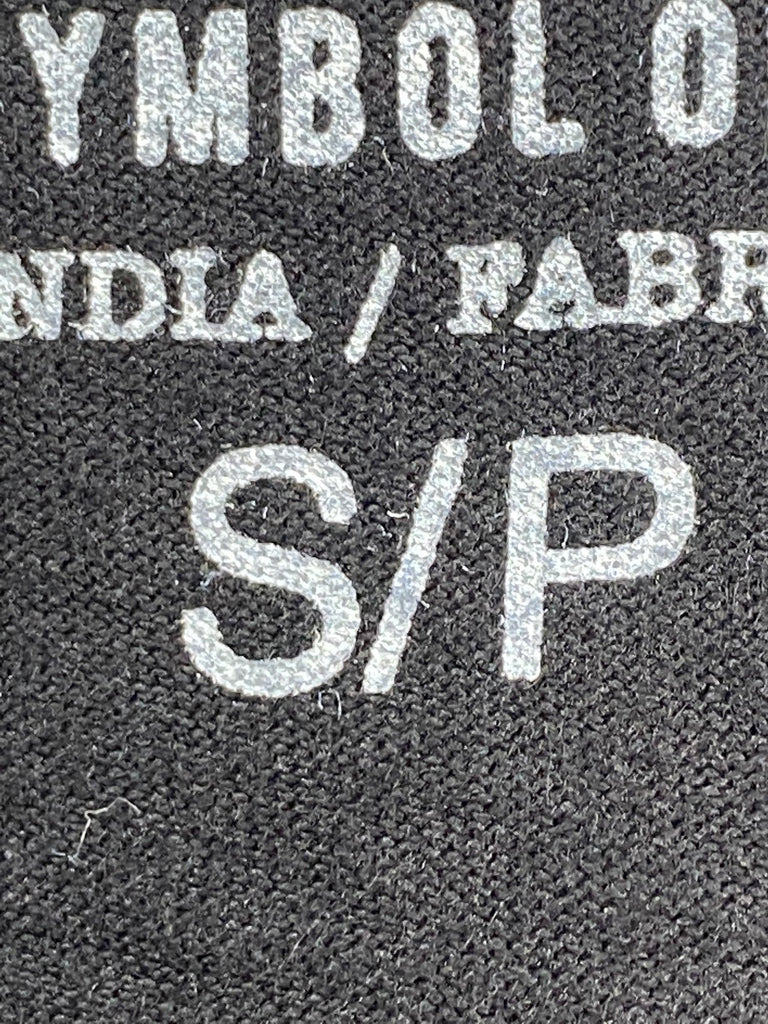 YMBOL O
NDIA / FABR
S/P